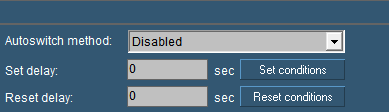 Autoswitch method: Disabled
Set delay: 0 sec Set conditions
Reset delay: 0 sec Reset conditions